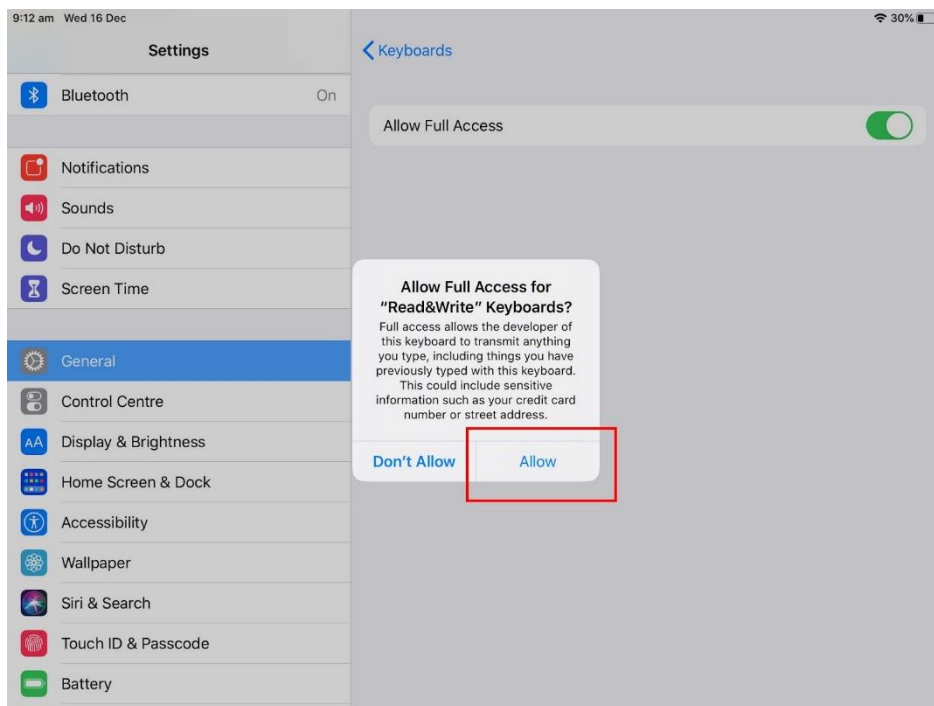 9:12 am Wed 16 Dec
30%
Settings
Keyboards
Bluetooth On
Allow Full Access
Notifications
Sounds
Do Not Disturb
Screen Time
Allow Full Access for
“Read&Write” Keyboards?
Full access allows the developer of
this keyboard to transmit anything
you type, including things you have
previously typed with this keyboard.
This could include sensitive
information such as your credit card
number or street address.
Don’t Allow
Allow
General
Control Centre
AA
Display & Brightness
Home Screen & Dock
Accessibility
Wallpaper
Siri & Search
Touch ID & Passcode
Battery